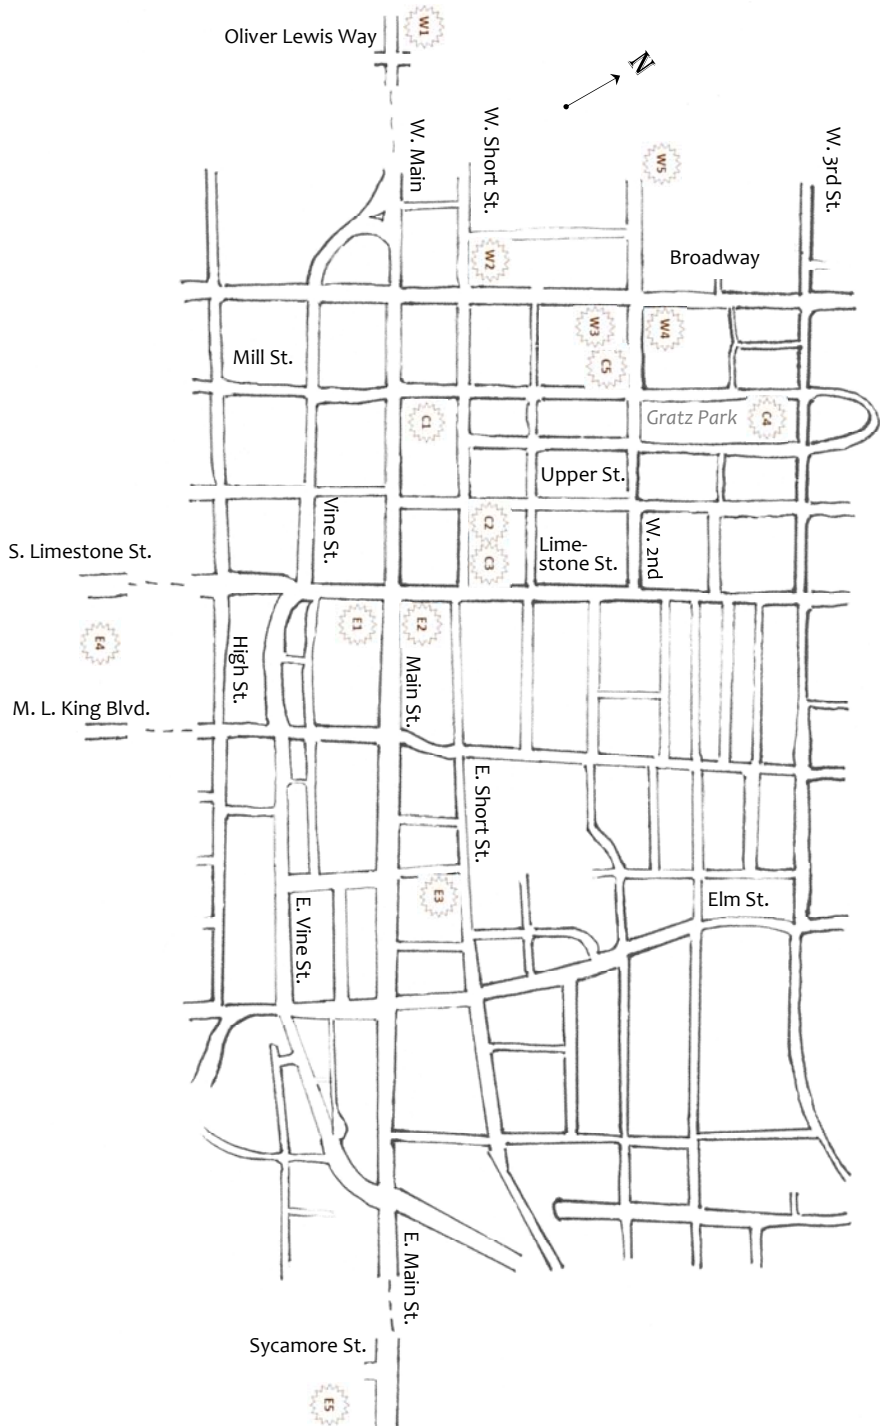 W1
Oliver Lewis Way
N
W. Main
W. Short St.
W. 3rd St.
W5
W2
Broadway
W3
W4
Mill St.
C5
C1
Gratz Park
C4
Upper St.
Vine St.
C2
Lime-
stone St.
W. 2nd
S. Limestone St.
C3
E1
E2
E4
High St.
Main St.
M. L. King Blvd.
E. Short St.
E3
Elm St.
E. Vine St.
E. Main St.
Sycamore St.
E5